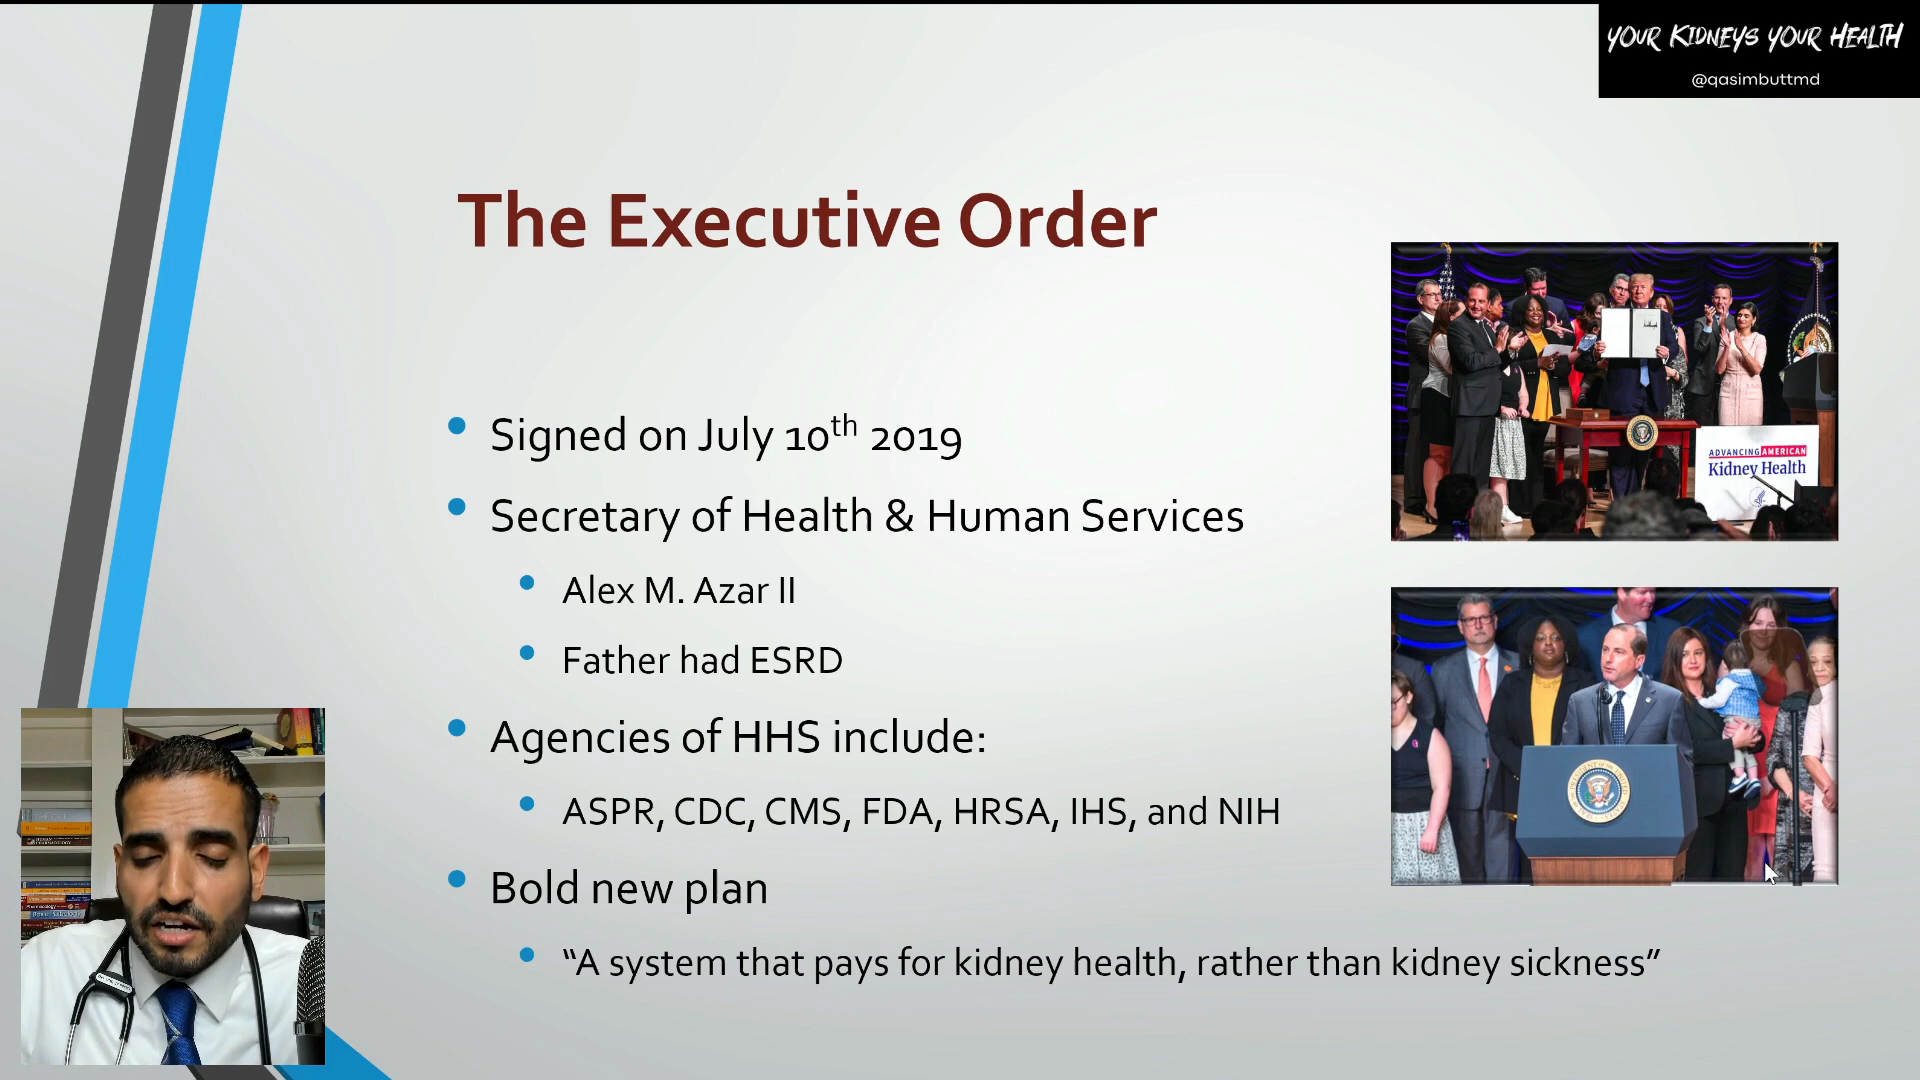 YOUR KIDNEYS YOUR HEALTH
@qasimbuttmd
The Executive Order
Signed on July 10th 2019
Secretary of Health & Human Services
Alex M. Azar II
Father had ESRD
Agencies of HHS include:
ASPR, CDC, CMS, FDA, HRSA, IHS, and NIH
Bold new plan
“A system that pays for kidney health, rather than kidney sickness”
ADVANCING AMERICAN
Kidney Health